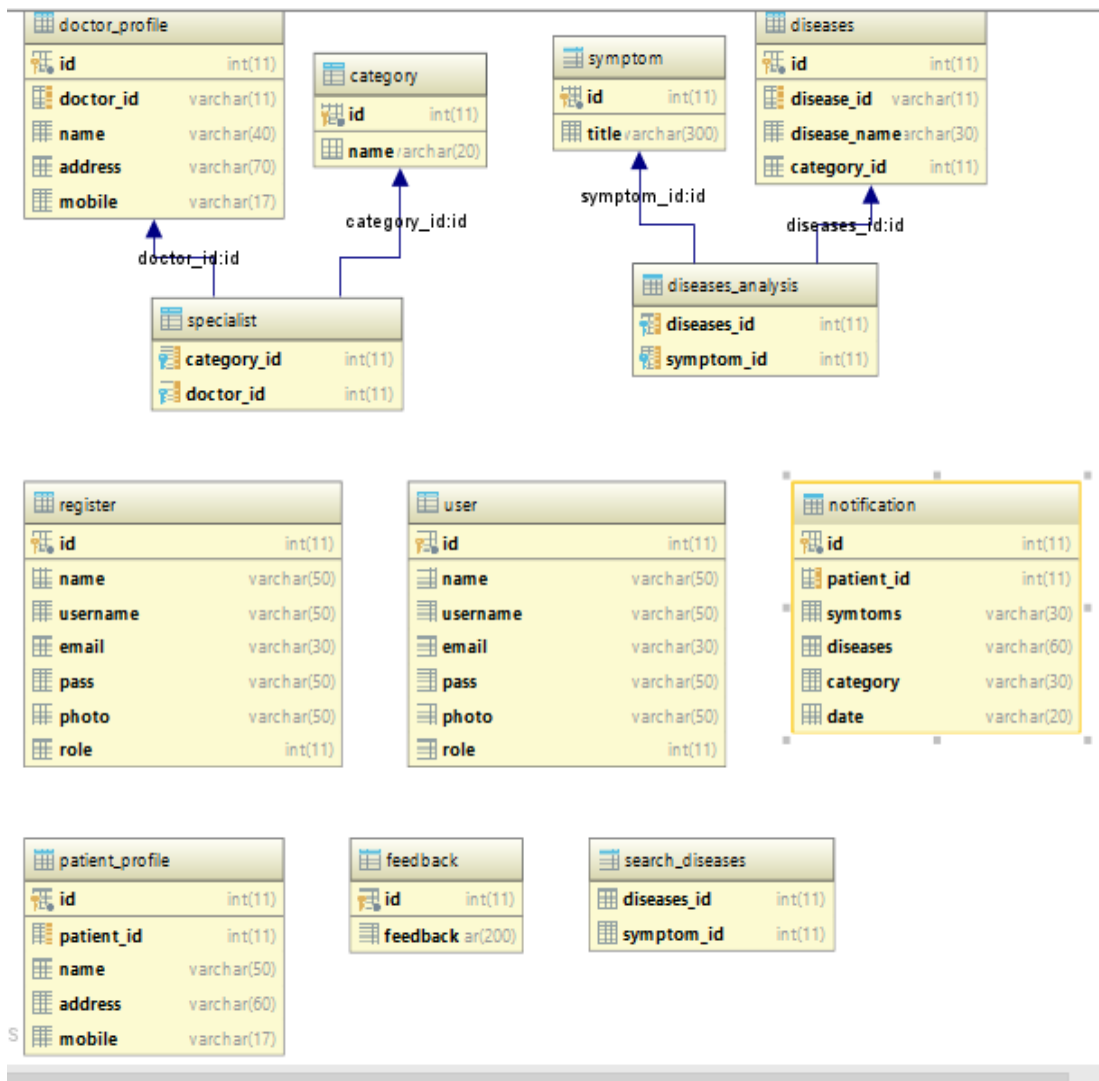 doctor_profile
id int(11)
doctor_id varchar(11)
name varchar(40)
address varchar(70)
mobile varchar(17)
category
id int(11)
name varchar(20)
symptom
id int(11)
title varchar(300)
diseases
id int(11)
disease_id varchar(11)
disease_name archar(30)
category_id int(11)
doctor_id:id
category_id:id
symptom_id:id
diseases_id:id
specialist
category_id int(11)
doctor_id int(11)
diseases_analysis
diseases_id int(11)
symptom_id int(11)
register
id int(11)
name varchar(50)
username varchar(50)
email varchar(30)
pass varchar(50)
photo varchar(50)
role int(11)
user
id int(11)
name varchar(50)
username varchar(50)
email varchar(30)
pass varchar(50)
photo varchar(50)
role int(11)
notification
id int(11)
patient_id int(11)
symtoms varchar(30)
diseases varchar(60)
category varchar(30)
date varchar(20)
patient_profile
id int(11)
patient_id int(11)
name varchar(50)
address varchar(60)
mobile varchar(17)
feedback
id int(11)
feedback ar(200)
search_diseases
diseases_id int(11)
symptom_id int(11)
s